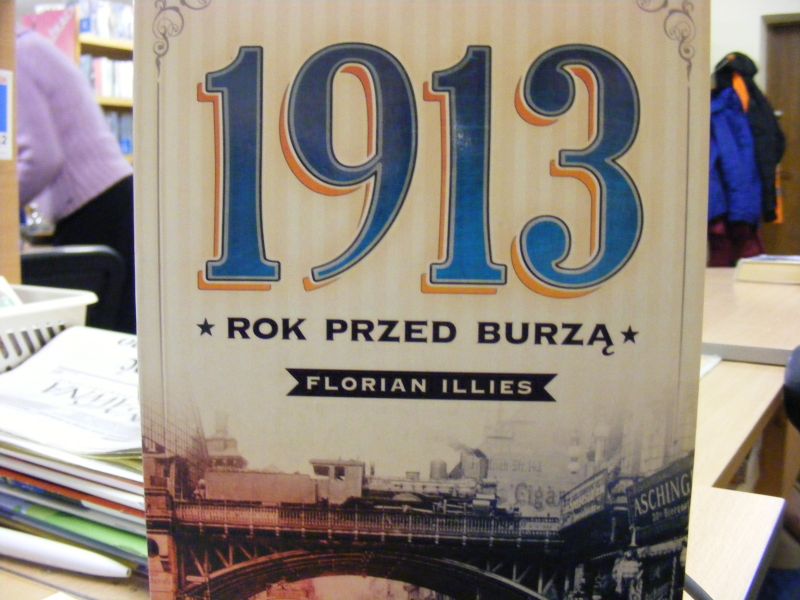 1913
ROK PRZED BURZĄ
FLORIAN ILLIES
ASCHING